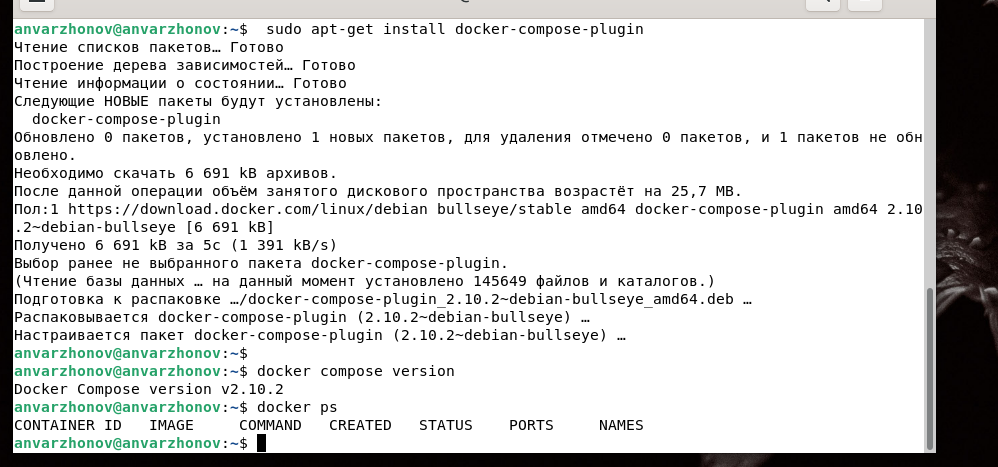 anvarzhonov@anvarzhonov:~$  sudo apt-get install docker-compose-plugin
Чтение списков пакетов… Готово
Построение дерева зависимостей… Готово
Чтение информации о состоянии… Готово
Следующие НОВЫЕ пакеты будут установлены:
  docker-compose-plugin
Обновлено 0 пакетов, установлено 1 новых пакетов, для удаления отмечено 0 пакетов, и 1 пакетов не обн
овлено.
Необходимо скачать 6 691 kB архивов.
После данной операции объём занятого дискового пространства возрастёт на 25,7 MB.
Пол:1 https://download.docker.com/linux/debian bullseye/stable amd64 docker-compose-plugin amd64 2.10
.2~debian-bullseye [6 691 kB]
Получено 6 691 kB за 5с (1 391 kB/s)
Выбор ранее не выбранного пакета docker-compose-plugin.
(Чтение базы данных … на данный момент установлено 145649 файлов и каталогов.)
Подготовка к распаковке …/docker-compose-plugin_2.10.2~debian-bullseye_amd64.deb …
Распаковывается docker-compose-plugin (2.10.2~debian-bullseye) …
Настраивается пакет docker-compose-plugin (2.10.2~debian-bullseye) …
anvarzhonov@anvarzhonov:~$
anvarzhonov@anvarzhonov:~$ docker compose version
Docker Compose version v2.10.2
anvarzhonov@anvarzhonov:~$ docker ps
CONTAINER ID   IMAGE     COMMAND   CREATED   STATUS    PORTS     NAMES
anvarzhonov@anvarzhonov:~$